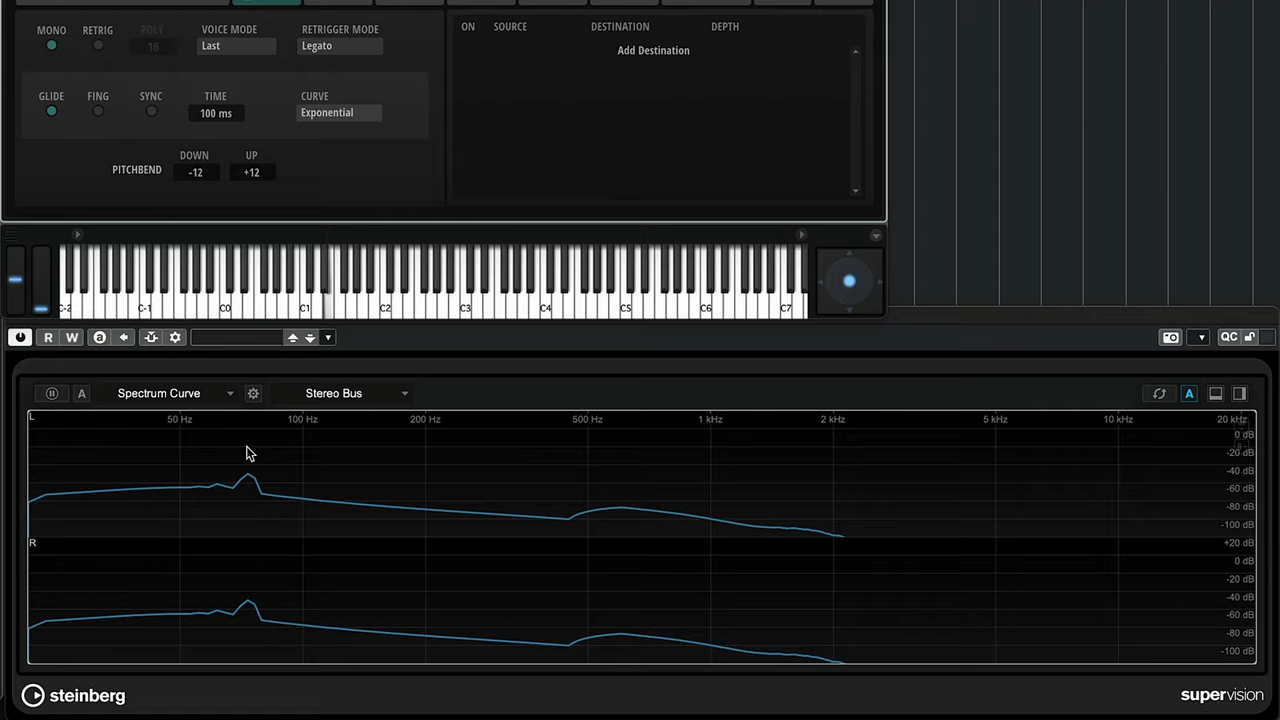 MONO RETRIG POLY VOICE MODE RETRIGGER MODE
16 Last Legato
GLIDE FING SYNC TIME CURVE
100 ms Exponential
PITCHBEND DOWN UP
-12 +12
ON SOURCE DESTINATION DEPTH
Add Destination
C-2 C-1 C0 C1 C2 C3 C4 C5 C6 C7
R W a QC
A Spectrum Curve Stereo Bus A
L 50 Hz 100 Hz 200 Hz 500 Hz 1 kHz 2 kHz 5 kHz 10 kHz 20 kHz
0 dB
-20 dB
-40 dB
-60 dB
-80 dB
-100 dB
R +20 dB
0 dB
-20 dB
-40 dB
-60 dB
-80 dB
-100 dB
steinberg supervision